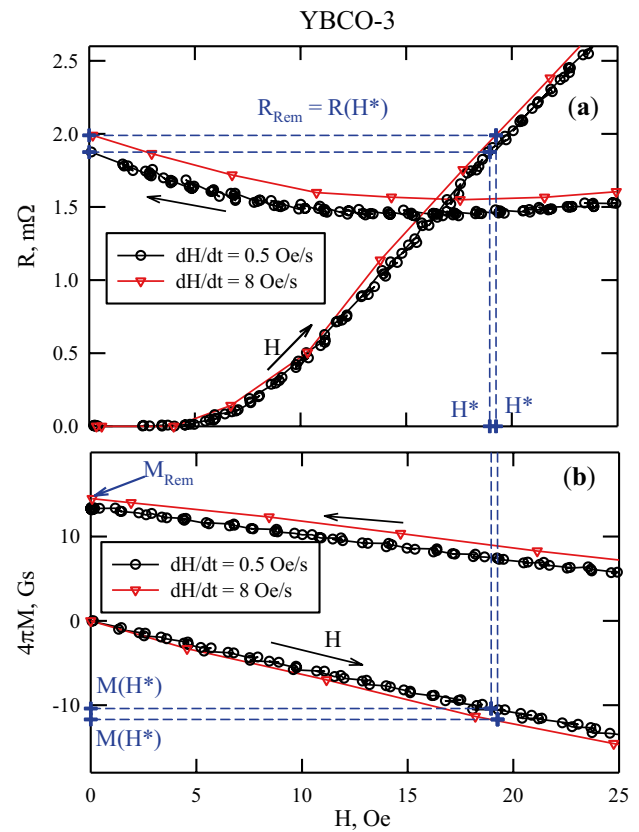 YBCO-3
2.5
2.0
1.5
1.0
0.5
0.0
R, mΩ
(a)
R_Rem = R(H*)
dH/dt = 0.5 Oe/s
dH/dt = 8 Oe/s
H
H* H*
(b)
M_Rem
10
0
-10
4πM, Gs
dH/dt = 0.5 Oe/s
dH/dt = 8 Oe/s
H
M(H*)
M(H*)
0 5 10 15 20 25
H, Oe